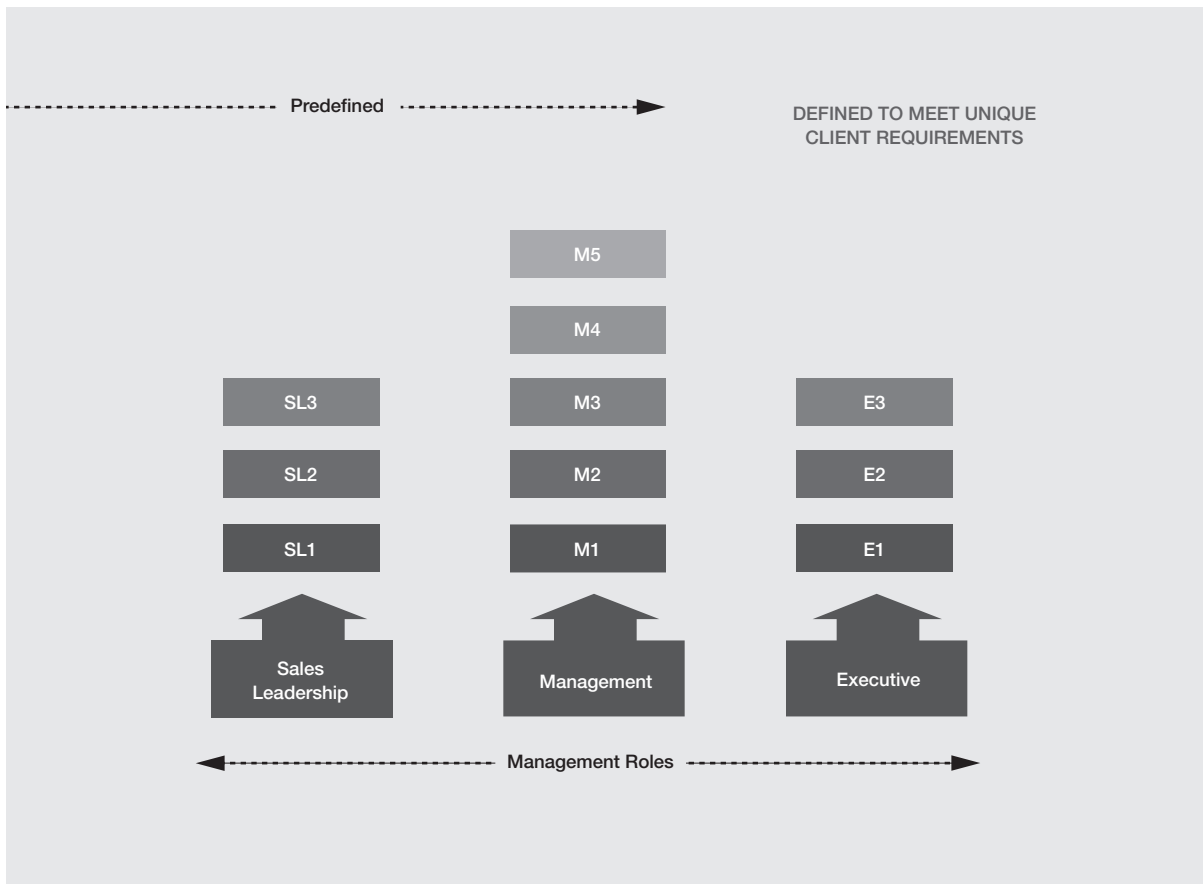 Predefined
DEFINED TO MEET UNIQUE
CLIENT REQUIREMENTS
M5
M4
SL3
M3
E3
SL2
M2
E2
SL1
M1
E1
Sales
Leadership
Management
Executive
Management Roles